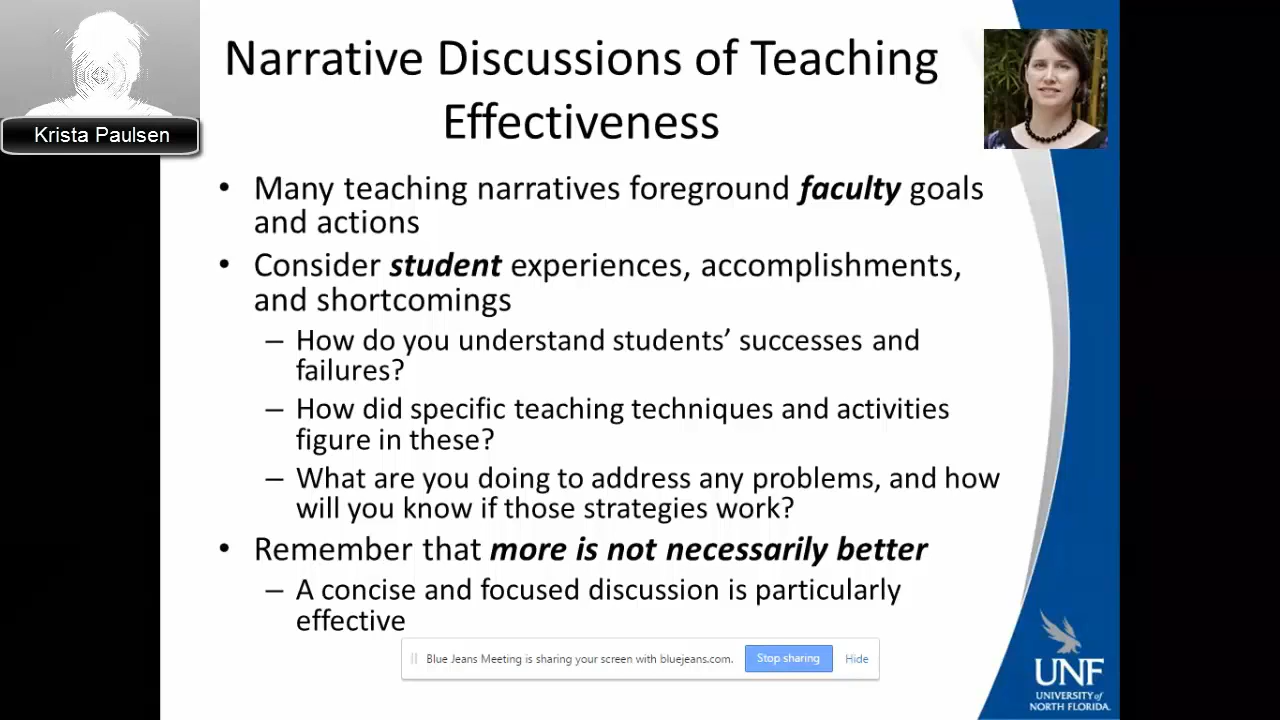 Krista Paulsen
Narrative Discussions of Teaching
Effectiveness
• Many teaching narratives foreground faculty goals
and actions
• Consider student experiences, accomplishments,
and shortcomings
– How do you understand students’ successes and
failures?
– How did specific teaching techniques and activities
figure in these?
– What are you doing to address any problems, and how
will you know if those strategies work?
• Remember that more is not necessarily better
– A concise and focused discussion is particularly
effective
Blue Jeans Meeting is sharing your screen with bluejeans.com. Stop sharing Hide
UNF
UNIVERSITY of
NORTH FLORIDA.